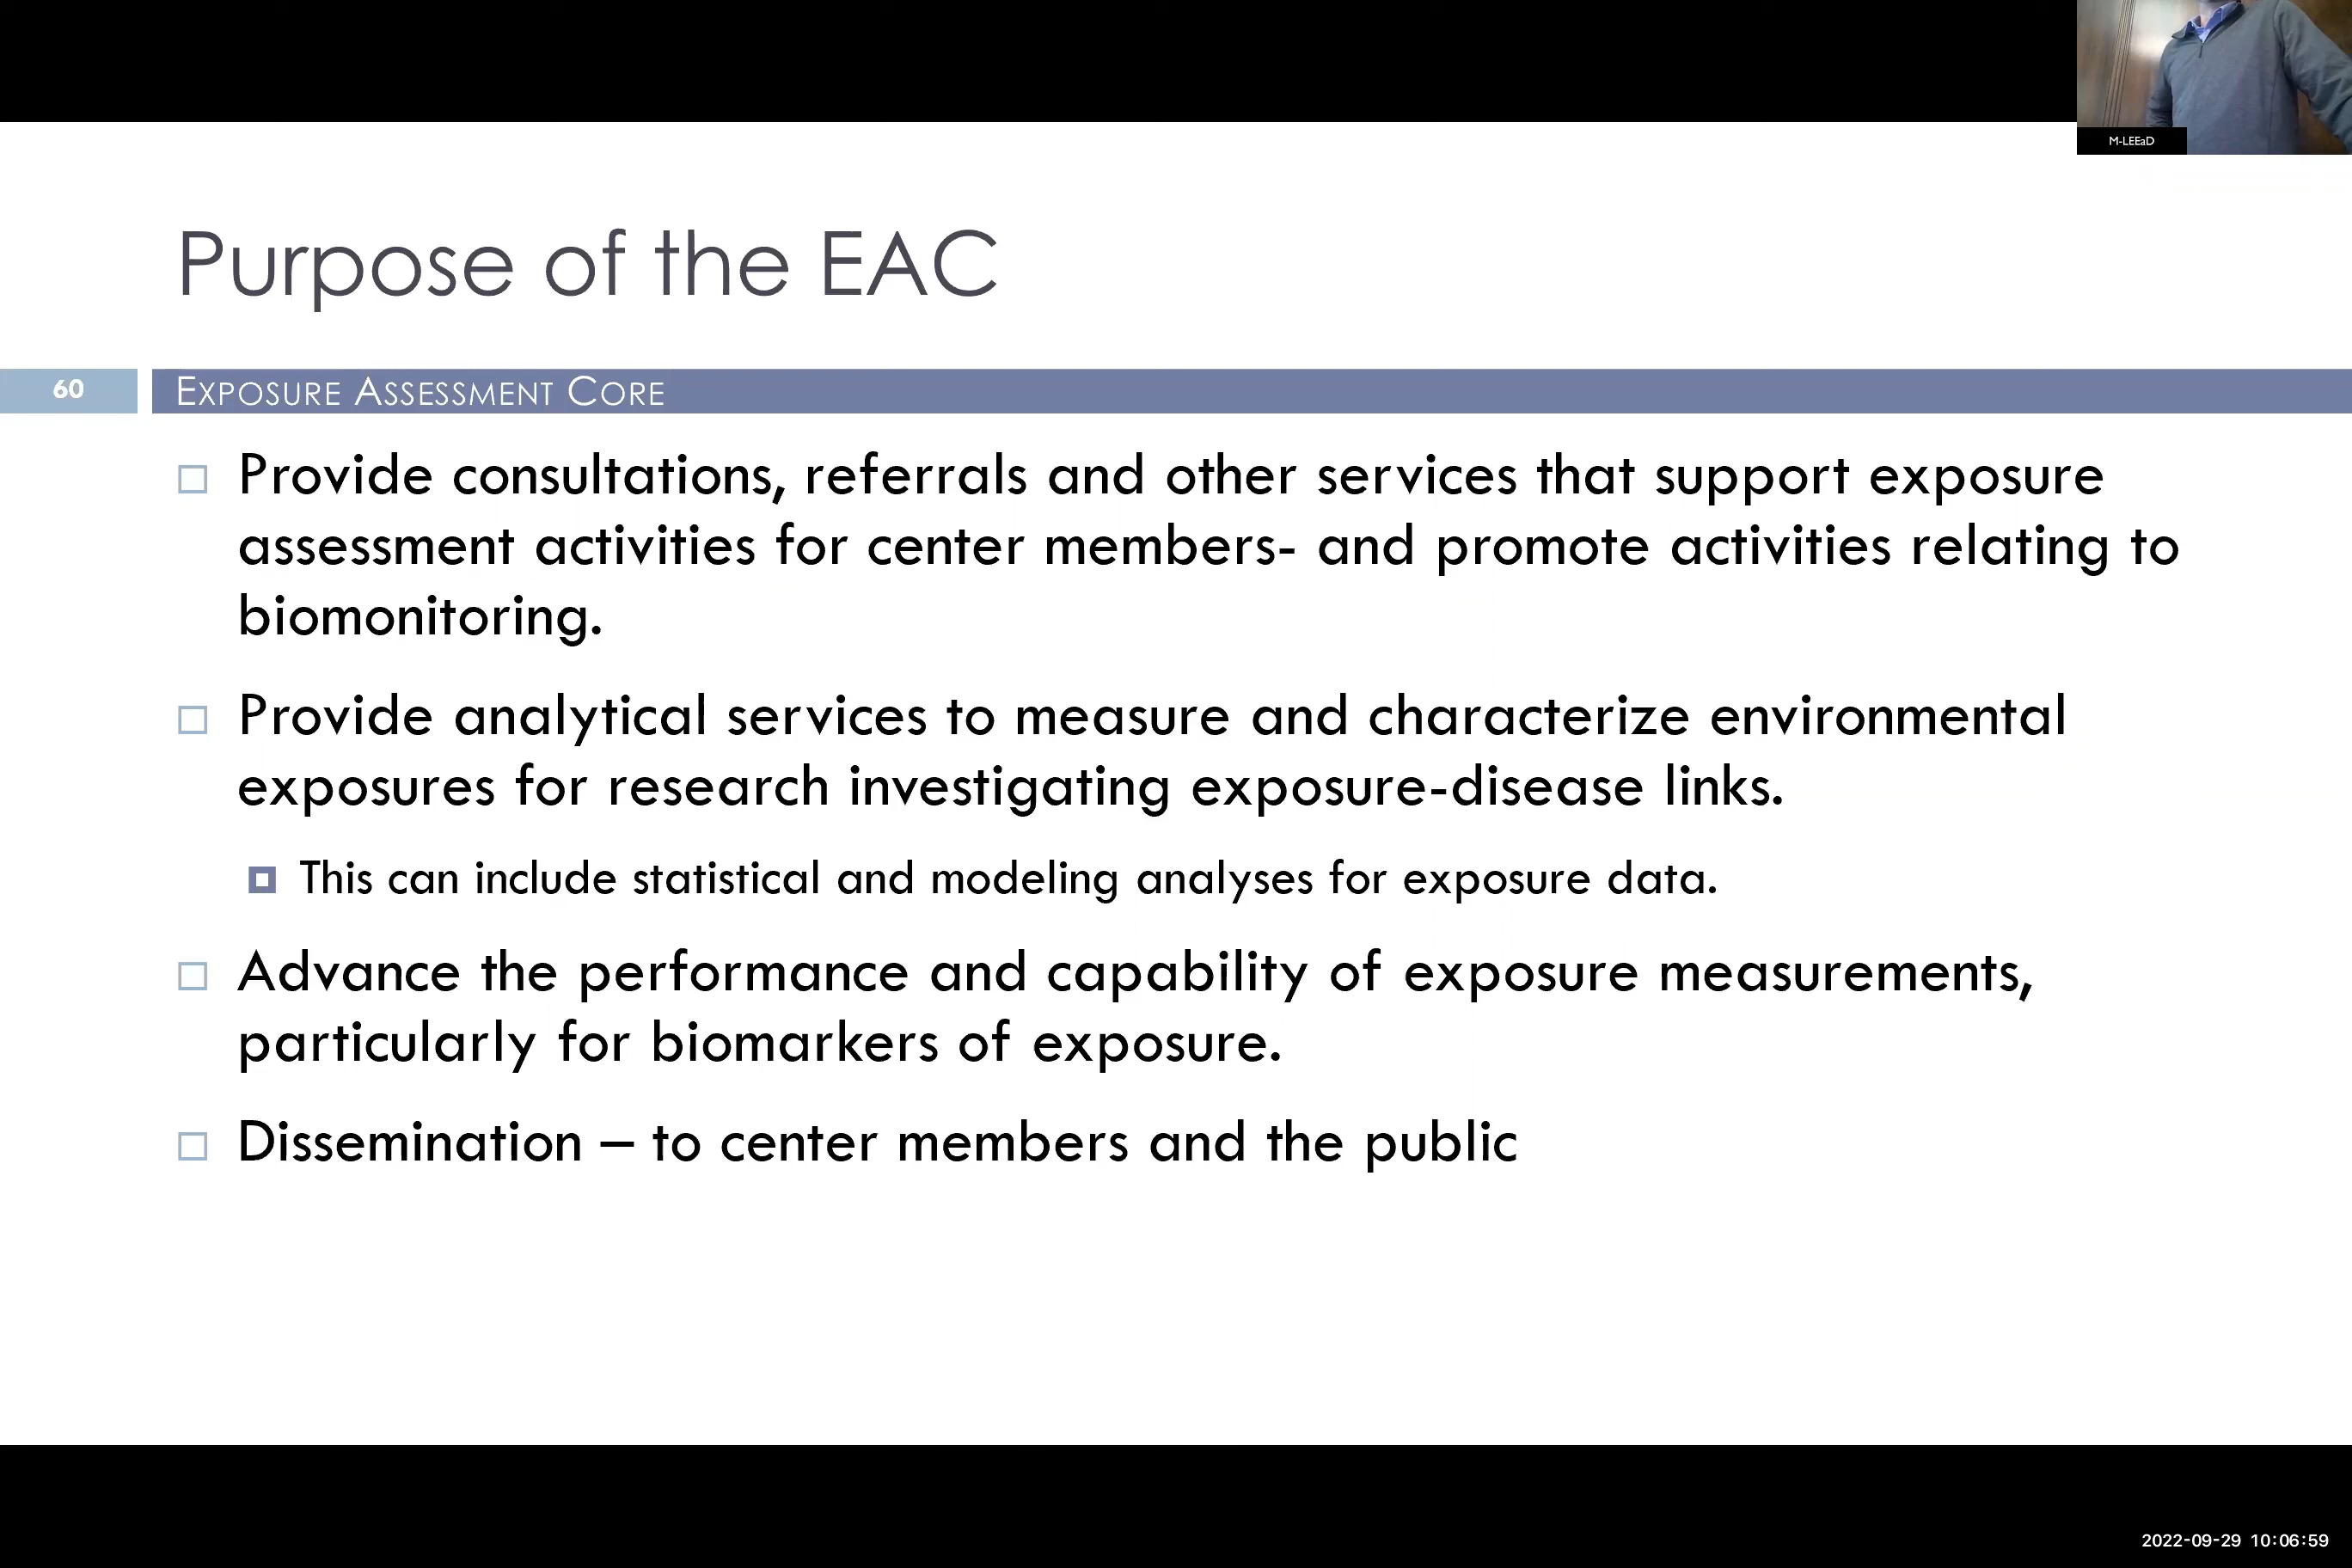 M-LEEaD
Purpose of the EAC
60
EXPOSURE ASSESSMENT CORE
Provide consultations, referrals and other services that support exposure
assessment activities for center members- and promote activities relating to
biomonitoring.
Provide analytical services to measure and characterize environmental
exposures for research investigating exposure-disease links.
This can include statistical and modeling analyses for exposure data.
Advance the performance and capability of exposure measurements,
particularly for biomarkers of exposure.
Dissemination – to center members and the public
2022-09-29 10:06:59